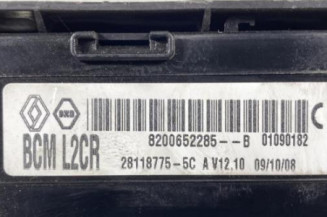 BCM L2CR
8200652285--B 01090182
28118775-5C A V12.10 09/10/08